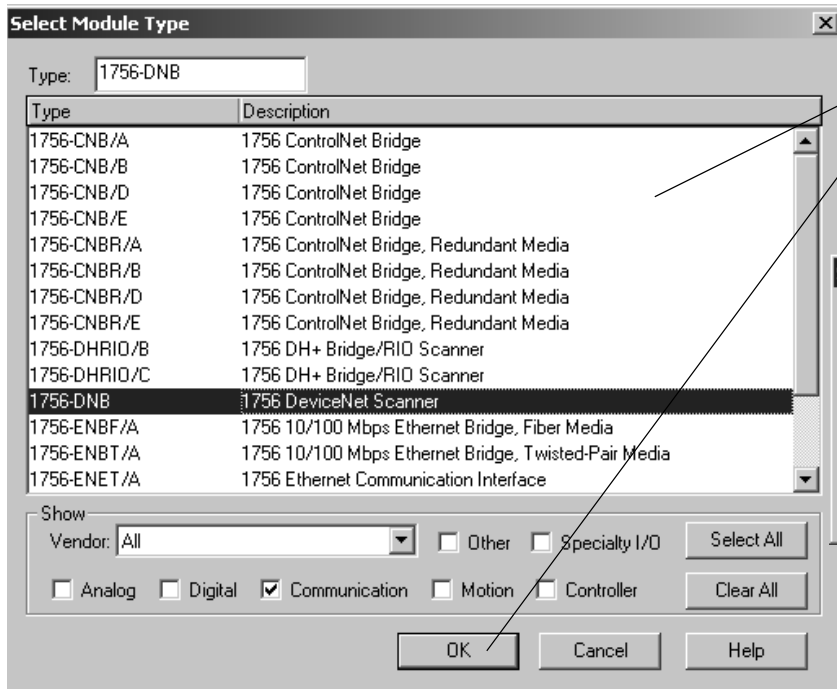 Select Module Type
Type: 1756-DNB
Type Description
1756-CNB/A 1756 ControlNet Bridge
1756-CNB/B 1756 ControlNet Bridge
1756-CNB/D 1756 ControlNet Bridge
1756-CNB/E 1756 ControlNet Bridge
1756-CNBR/A 1756 ControlNet Bridge, Redundant Media
1756-CNBR/B 1756 ControlNet Bridge, Redundant Media
1756-CNBR/D 1756 ControlNet Bridge, Redundant Media
1756-CNBR/E 1756 ControlNet Bridge, Redundant Media
1756-DHRIO/B 1756 DH+ Bridge/RIO Scanner
1756-DHRIO/C 1756 DH+ Bridge/RIO Scanner
1756-DNB 1756 DeviceNet Scanner
1756-ENBF/A 1756 10/100 Mbps Ethernet Bridge, Fiber Media
1756-ENBT/A 1756 10/100 Mbps Ethernet Bridge, Twisted-Pair Media
1756-ENET/A 1756 Ethernet Communication Interface
Show
Vendor: All Other Specialty I/O Select All
Analog Digital Communication Motion Controller Clear All
OK Cancel Help